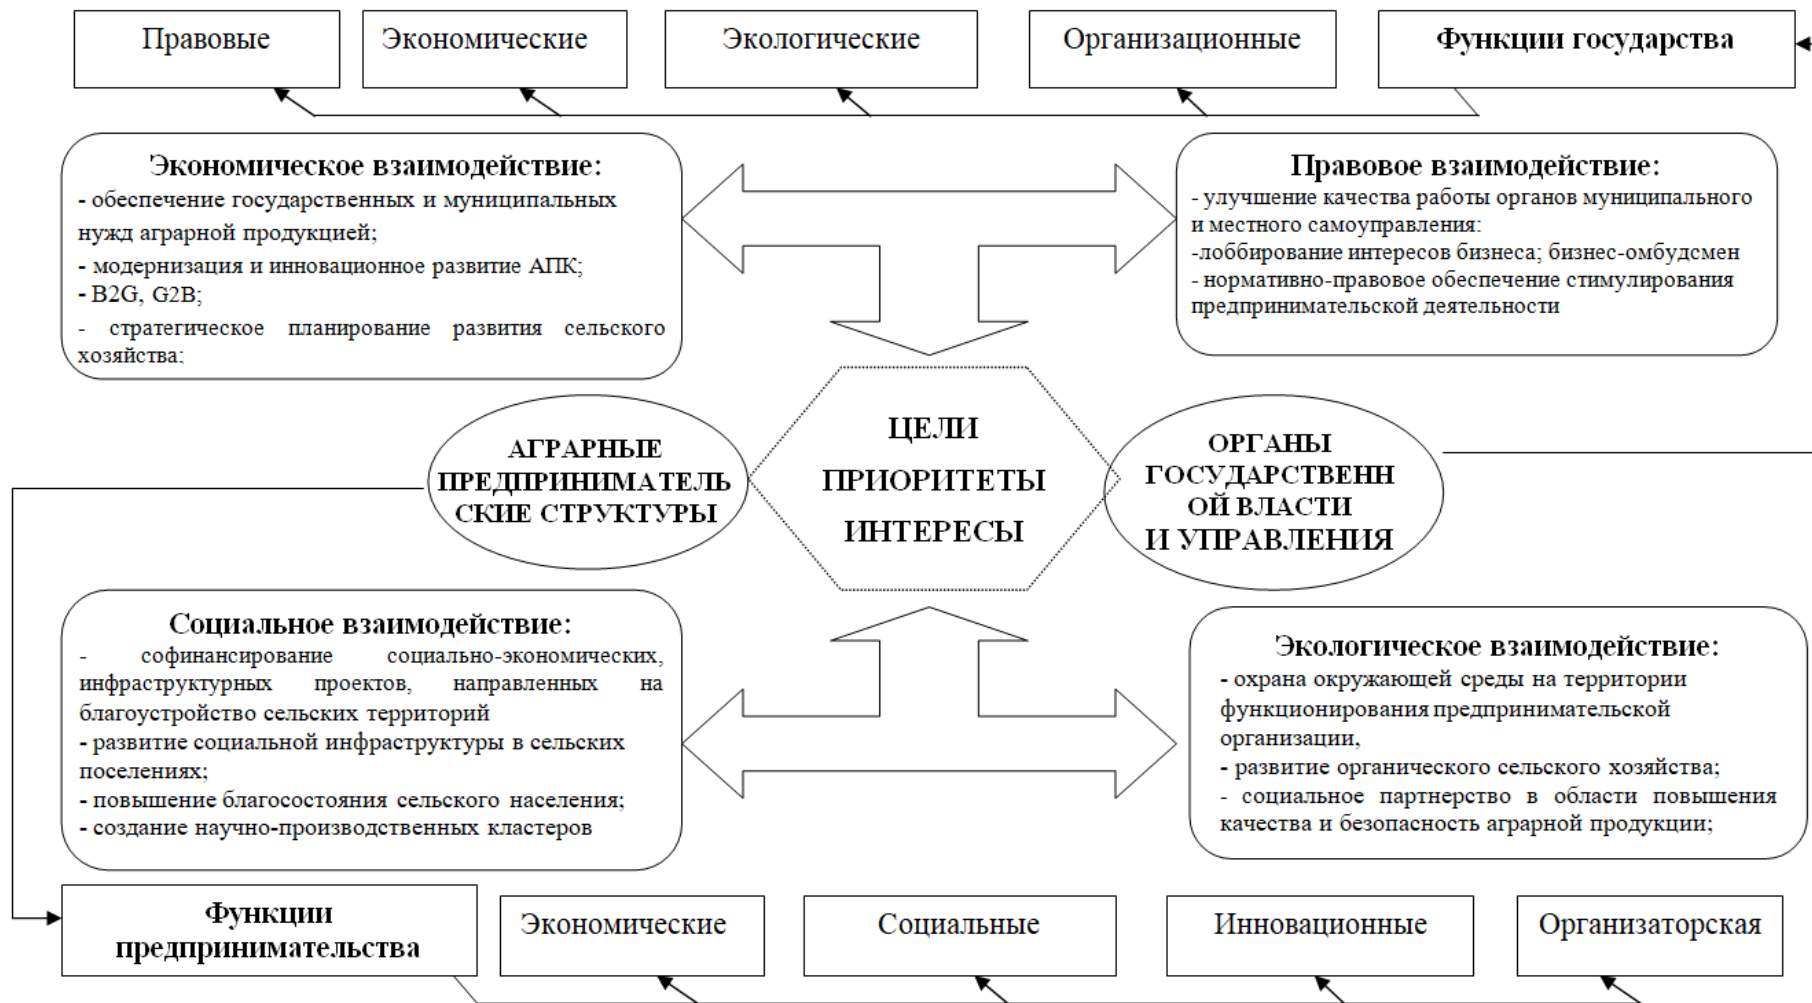 Правовые
Экономические
Экологические
Организационные
Функции государства
Экономическое взаимодействие:
- обеспечение государственных и муниципальных
нужд аграрной продукцией;
- модернизация и инновационное развитие АПК;
- B2G, G2B;
- стратегическое планирование развития сельского
хозяйства;
Правовое взаимодействие:
- улучшение качества работы органов муниципального
и местного самоуправления:
-лоббирование интересов бизнеса; бизнес-омбудсмен
- нормативно-правовое обеспечение стимулирования
предпринимательской деятельности
АГРАРНЫЕ
ПРЕДПРИНИМАТЕЛЬ
СКИЕ СТРУКТУРЫ
ЦЕЛИ
ПРИОРИТЕТЫ
ИНТЕРЕСЫ
ОРГАНЫ
ГОСУДАРСТВЕНН
ОЙ ВЛАСТИ
И УПРАВЛЕНИЯ
Социальное взаимодействие:
- софинансирование социально-экономических,
инфраструктурных проектов, направленных на
благоустройство сельских территорий
- развитие социальной инфраструктуры в сельских
поселениях;
- повышение благосостояния сельского населения;
- создание научно-производственных кластеров
Экологическое взаимодействие:
- охрана окружающей среды на территории
функционирования предпринимательской
организации,
- развитие органического сельского хозяйства;
- социальное партнерство в области повышения
качества и безопасность аграрной продукции;
Функции
предпринимательства
Экономические
Социальные
Инновационные
Организаторская